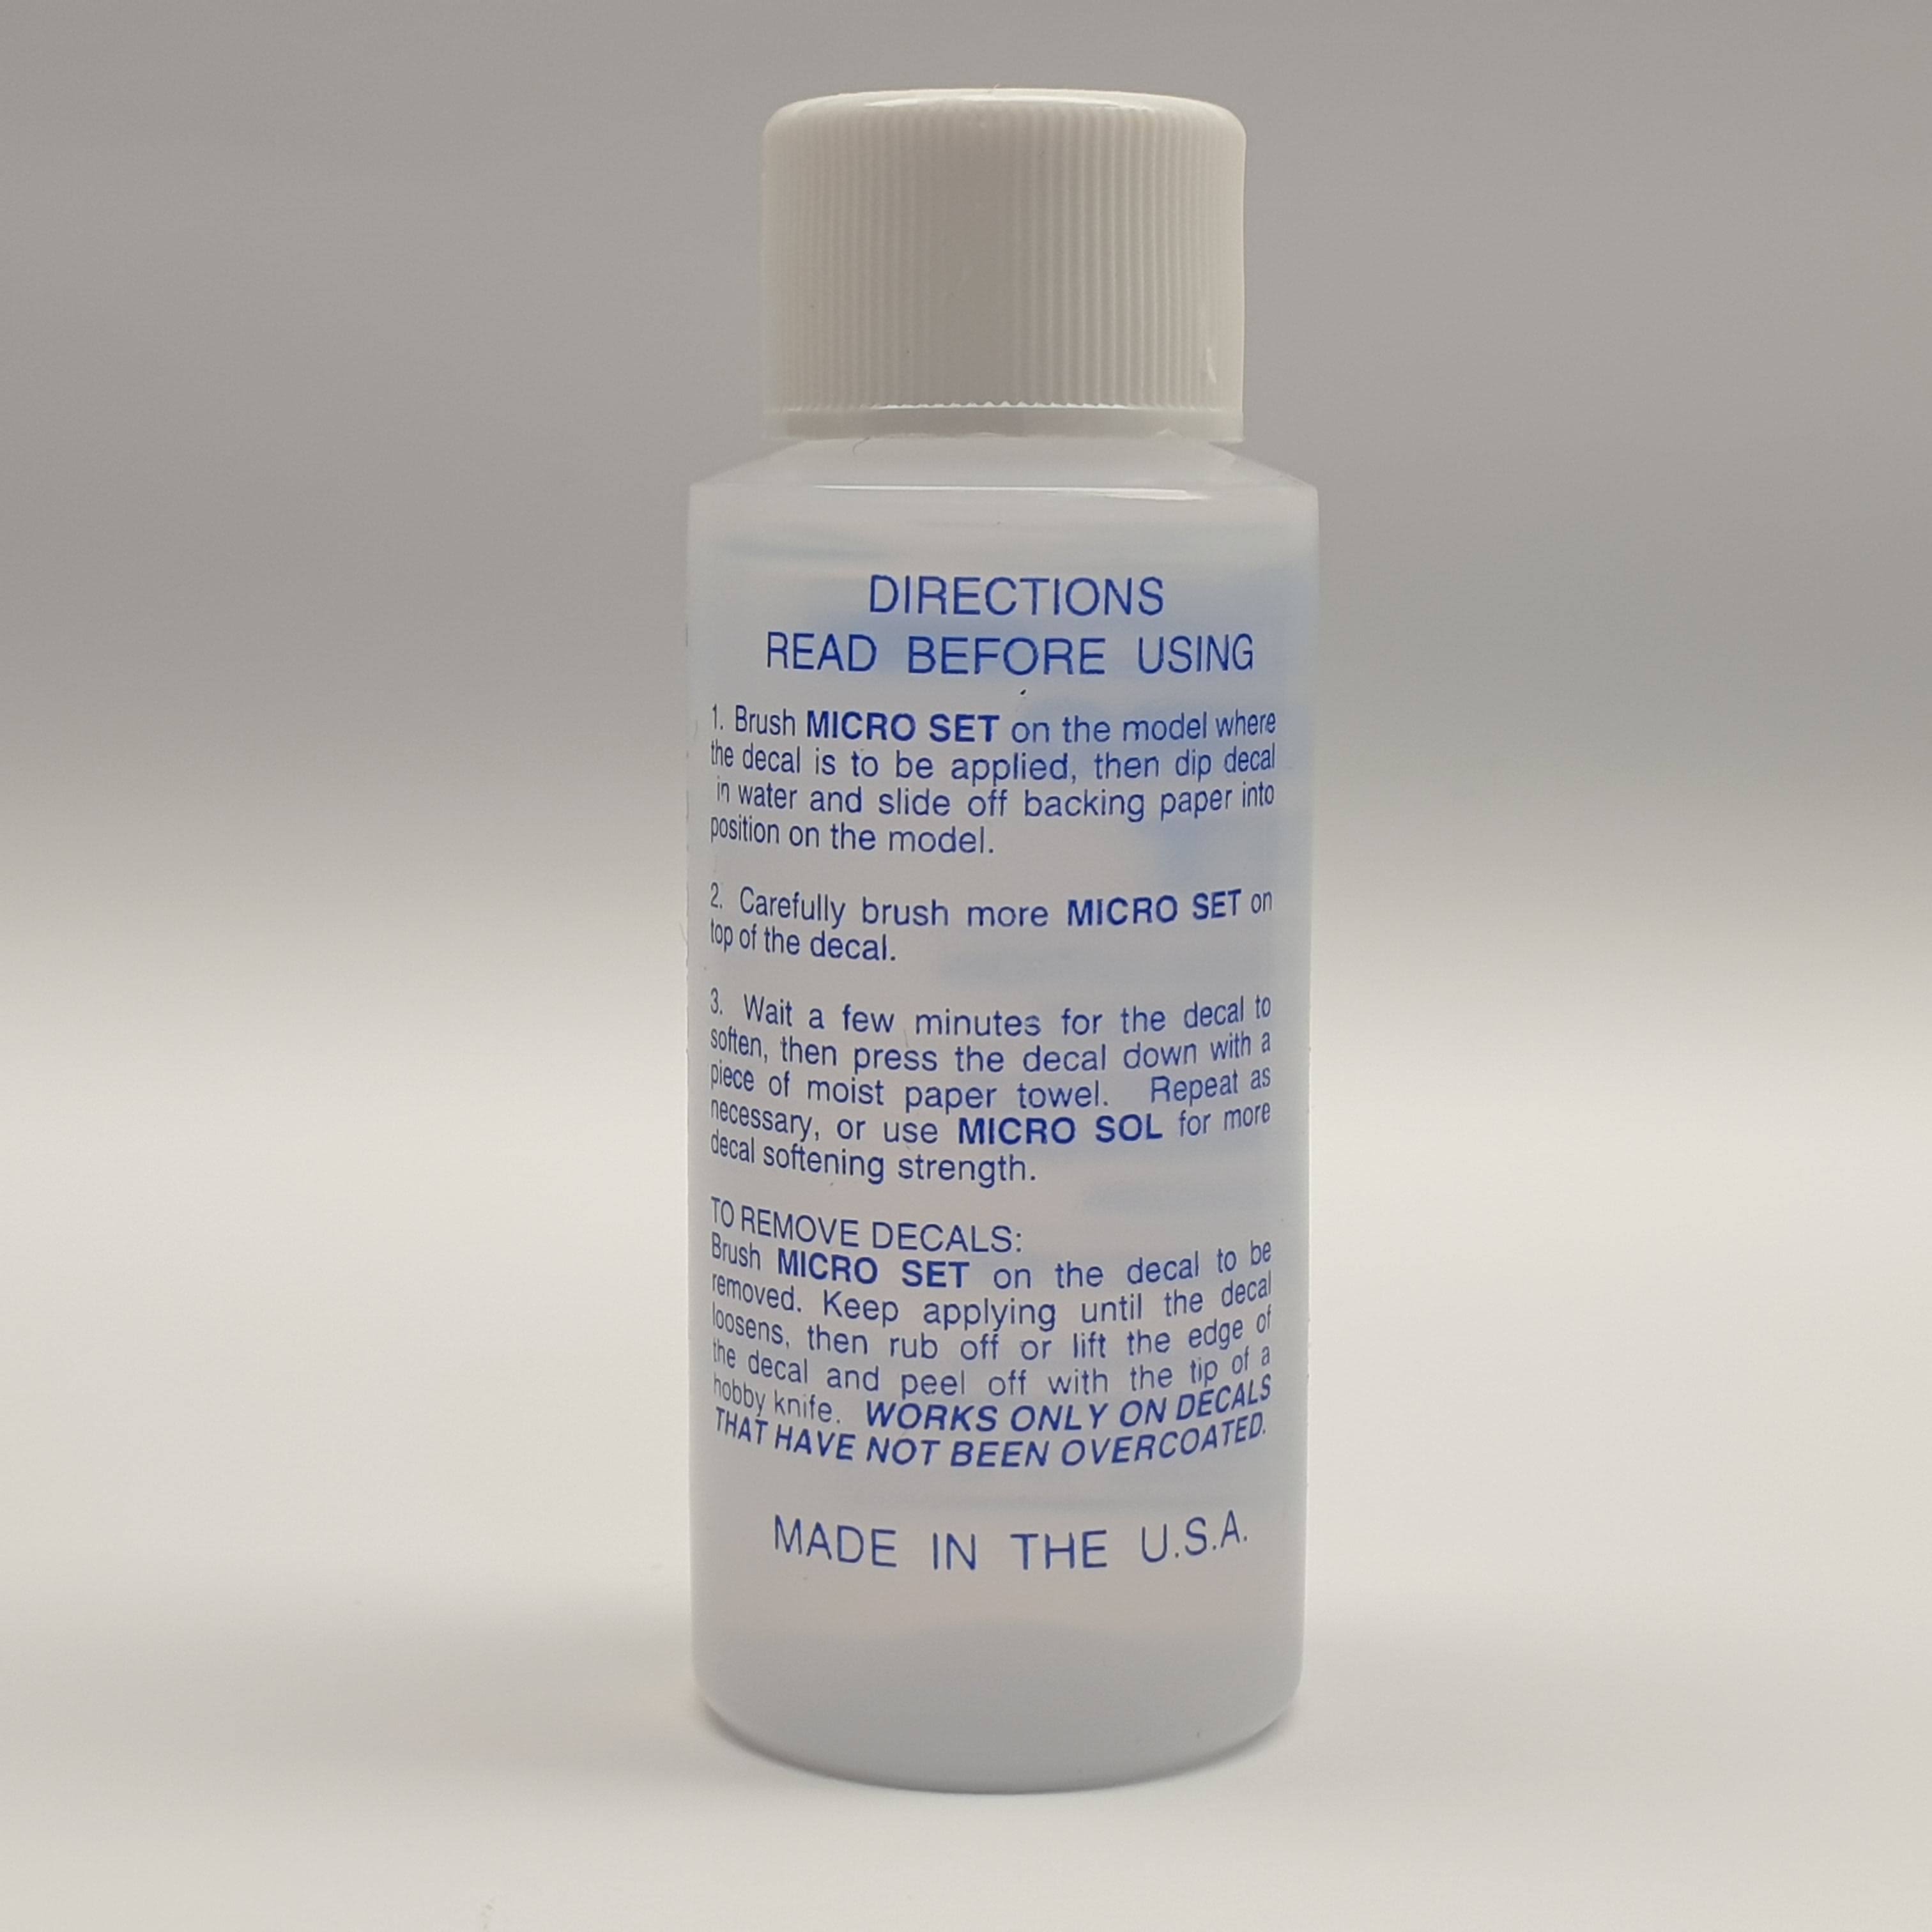 DIRECTIONS
READ BEFORE USING
1. Brush MICRO SET on the model where
the decal is to be applied, then dip decal
in water and slide off backing paper into
position on the model.
2. Carefully brush more MICRO SET on
top of the decal.
3. Wait a few minutes for the decal to
soften, then press the decal down with a
piece of moist paper towel. Repeat as
necessary, or use MICRO SOL for more
decal softening strength.
TO REMOVE DECALS:
Brush MICRO SET on the decal to be
removed. Keep applying until the decal
loosens, then rub off or lift the edge of
the decal and peel off with the tip of a
hobby knife. WORKS ONLY ON DECALS
THAT HAVE NOT BEEN OVERCOATED.
MADE IN THE U.S.A.